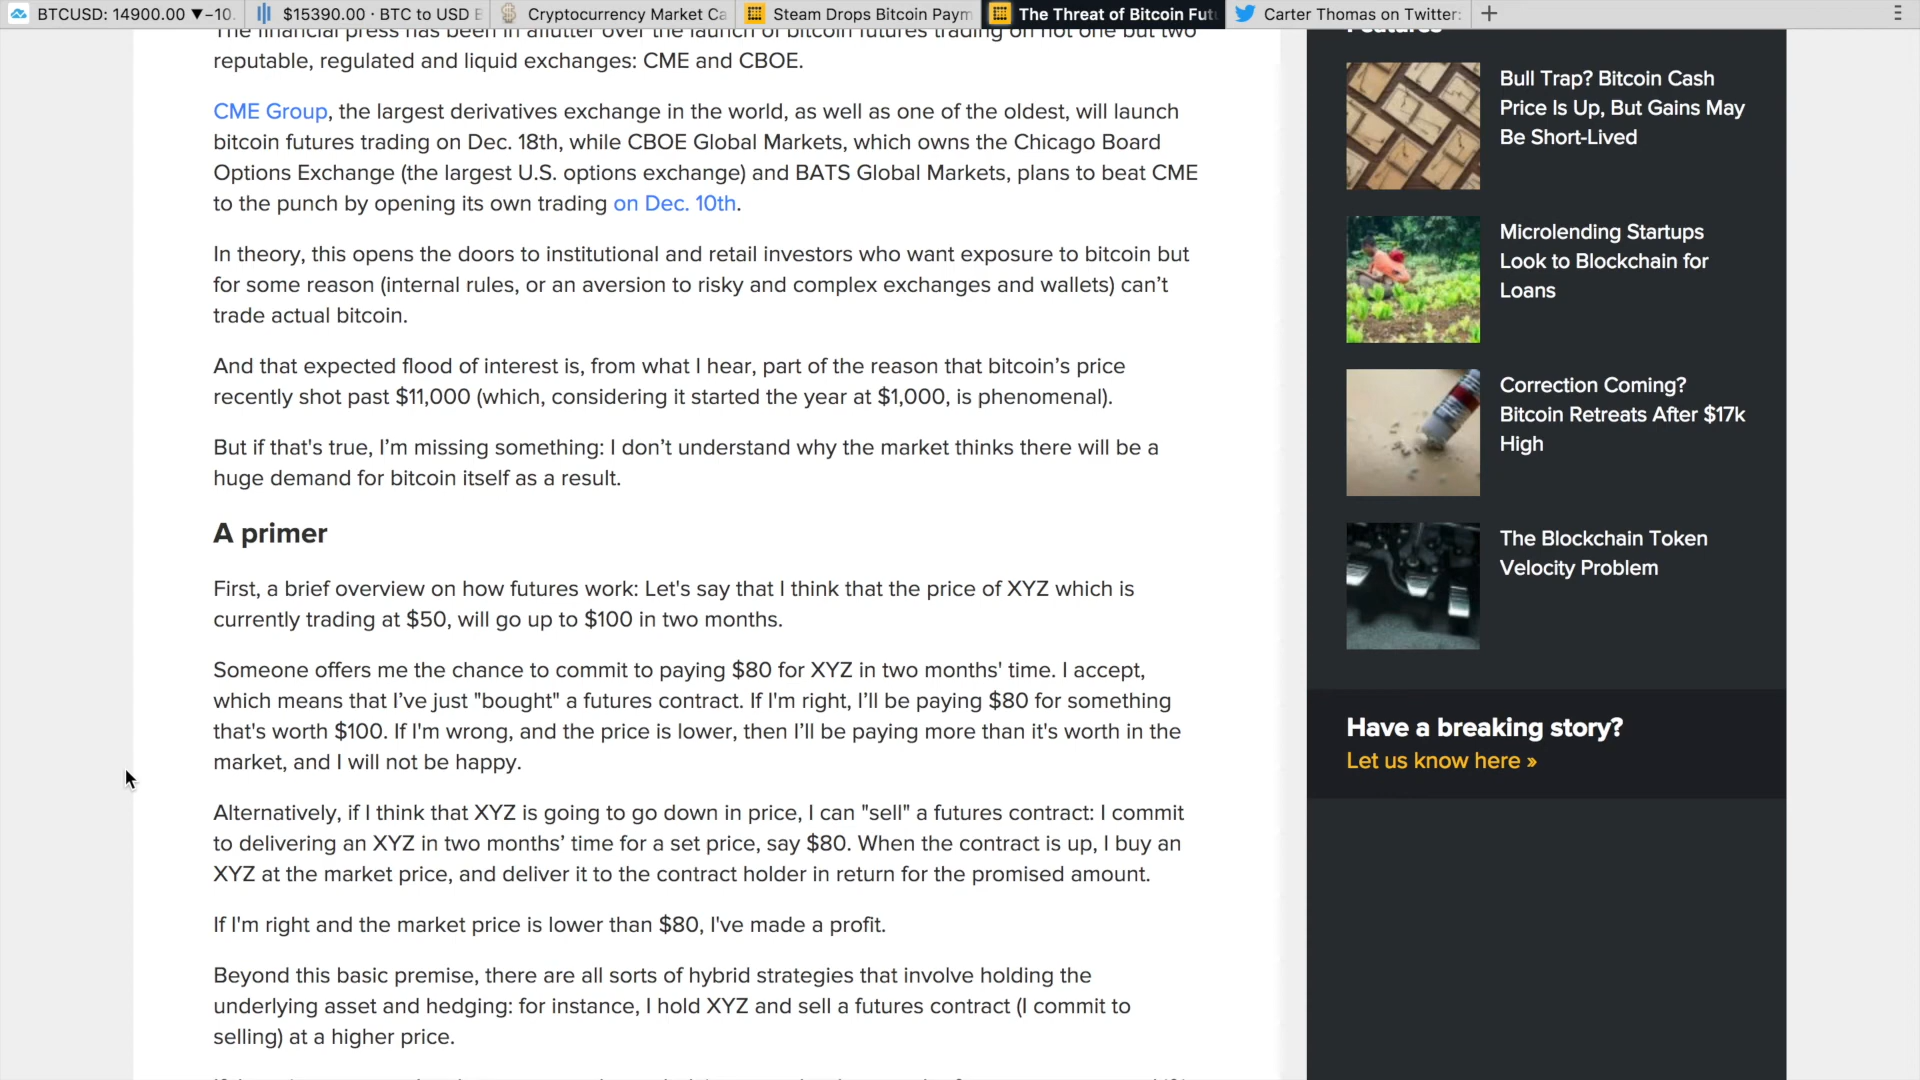 BTCUSD: 14900.00 ▼−10.
$15390.00 · BTC to USD
Cryptocurrency Market Ca
Steam Drops Bitcoin Paym
The Threat of Bitcoin Fut
Carter Thomas on Twitter:
The financial press has been in aflutter over the launch of bitcoin futures trading on not one but two
reputable, regulated and liquid exchanges: CME and CBOE.
CME Group, the largest derivatives exchange in the world, as well as one of the oldest, will launch
bitcoin futures trading on Dec. 18th, while CBOE Global Markets, which owns the Chicago Board
Options Exchange (the largest U.S. options exchange) and BATS Global Markets, plans to beat CME
to the punch by opening its own trading on Dec. 10th.
In theory, this opens the doors to institutional and retail investors who want exposure to bitcoin but
for some reason (internal rules, or an aversion to risky and complex exchanges and wallets) can’t
trade actual bitcoin.
And that expected flood of interest is, from what I hear, part of the reason that bitcoin’s price
recently shot past $11,000 (which, considering it started the year at $1,000, is phenomenal).
But if that's true, I’m missing something: I don’t understand why the market thinks there will be a
huge demand for bitcoin itself as a result.
A primer
First, a brief overview on how futures work: Let's say that I think that the price of XYZ which is
currently trading at $50, will go up to $100 in two months.
Someone offers me the chance to commit to paying $80 for XYZ in two months' time. I accept,
which means that I’ve just "bought" a futures contract. If I'm right, I’ll be paying $80 for something
that's worth $100. If I'm wrong, and the price is lower, then I’ll be paying more than it's worth in the
market, and I will not be happy.
Alternatively, if I think that XYZ is going to go down in price, I can "sell" a futures contract: I commit
to delivering an XYZ in two months’ time for a set price, say $80. When the contract is up, I buy an
XYZ at the market price, and deliver it to the contract holder in return for the promised amount.
If I'm right and the market price is lower than $80, I've made a profit.
Beyond this basic premise, there are all sorts of hybrid strategies that involve holding the
underlying asset and hedging: for instance, I hold XYZ and sell a futures contract (I commit to
selling) at a higher price.
Features
Bull Trap? Bitcoin Cash
Price Is Up, But Gains May
Be Short-Lived
Microlending Startups
Look to Blockchain for
Loans
Correction Coming?
Bitcoin Retreats After $17k
High
The Blockchain Token
Velocity Problem
Have a breaking story?
Let us know here »